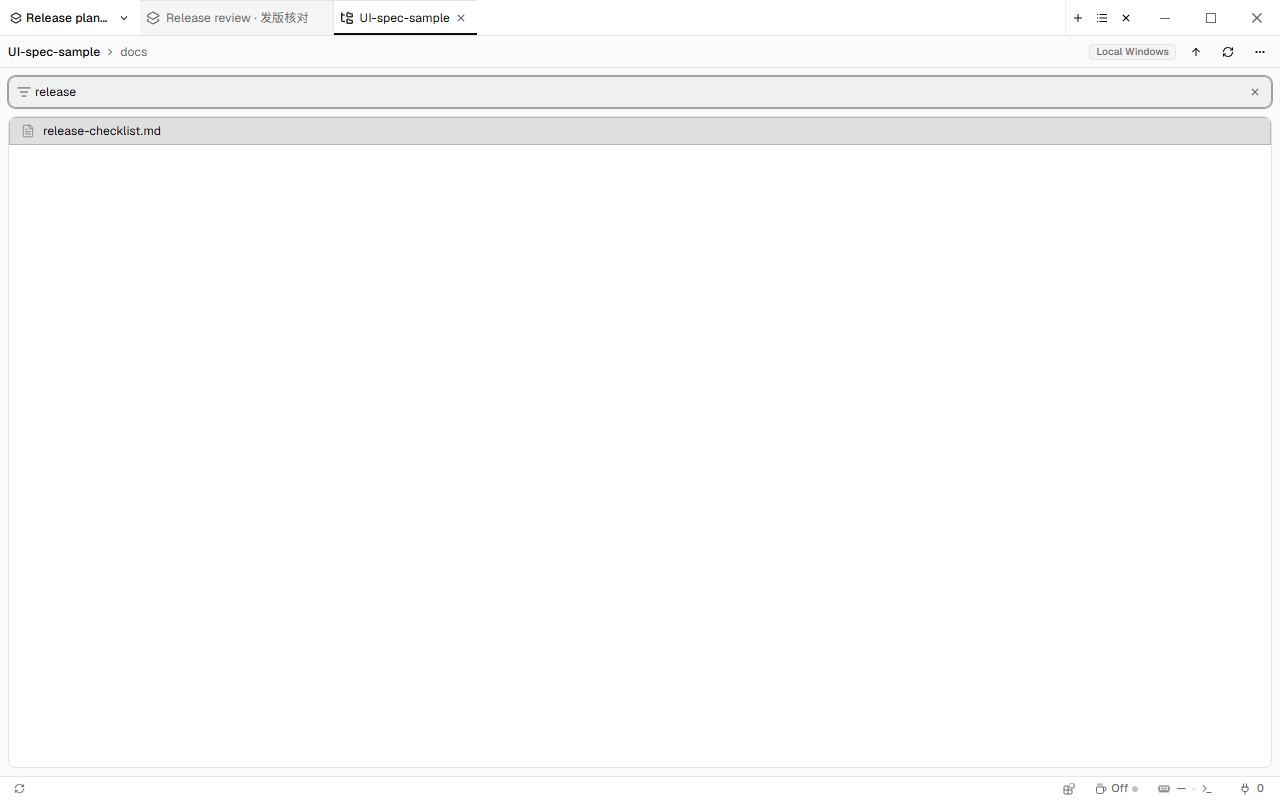 Release plan...
Release review · 发版核对
UI-spec-sample
UI-spec-sample > docs
Local Windows
release
release-checklist.md
Off
0